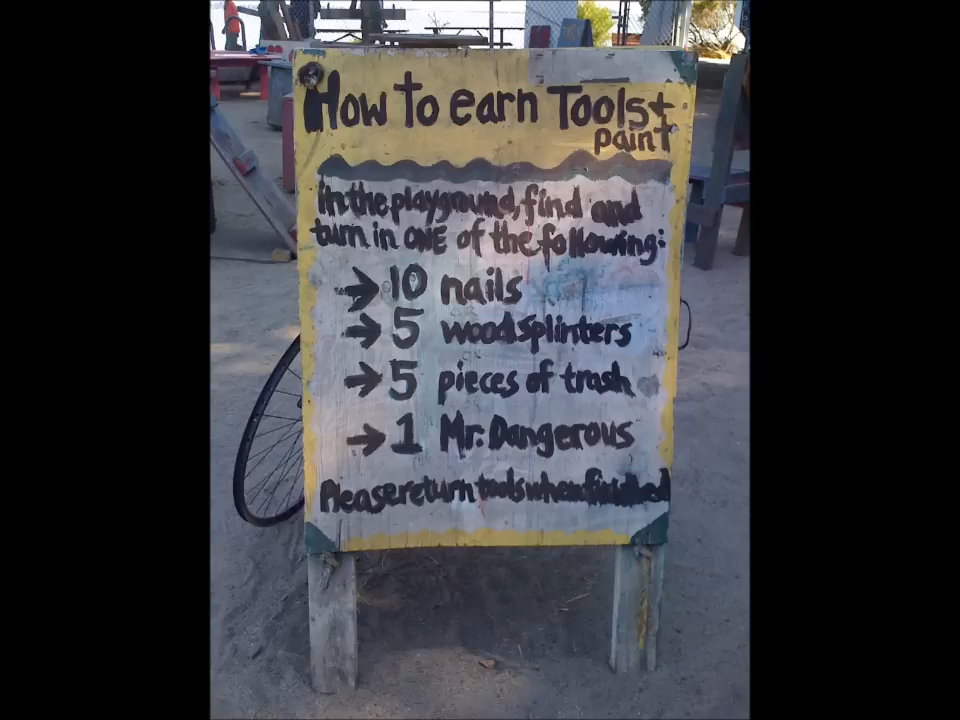 How to earn Tools+
paint
In the playground, find and
turn in ONE of the following:
→ 10 nails
→ 5 wood splinters
→ 5 pieces of trash
→ 1 Mr. Dangerous
Please return tools when finished